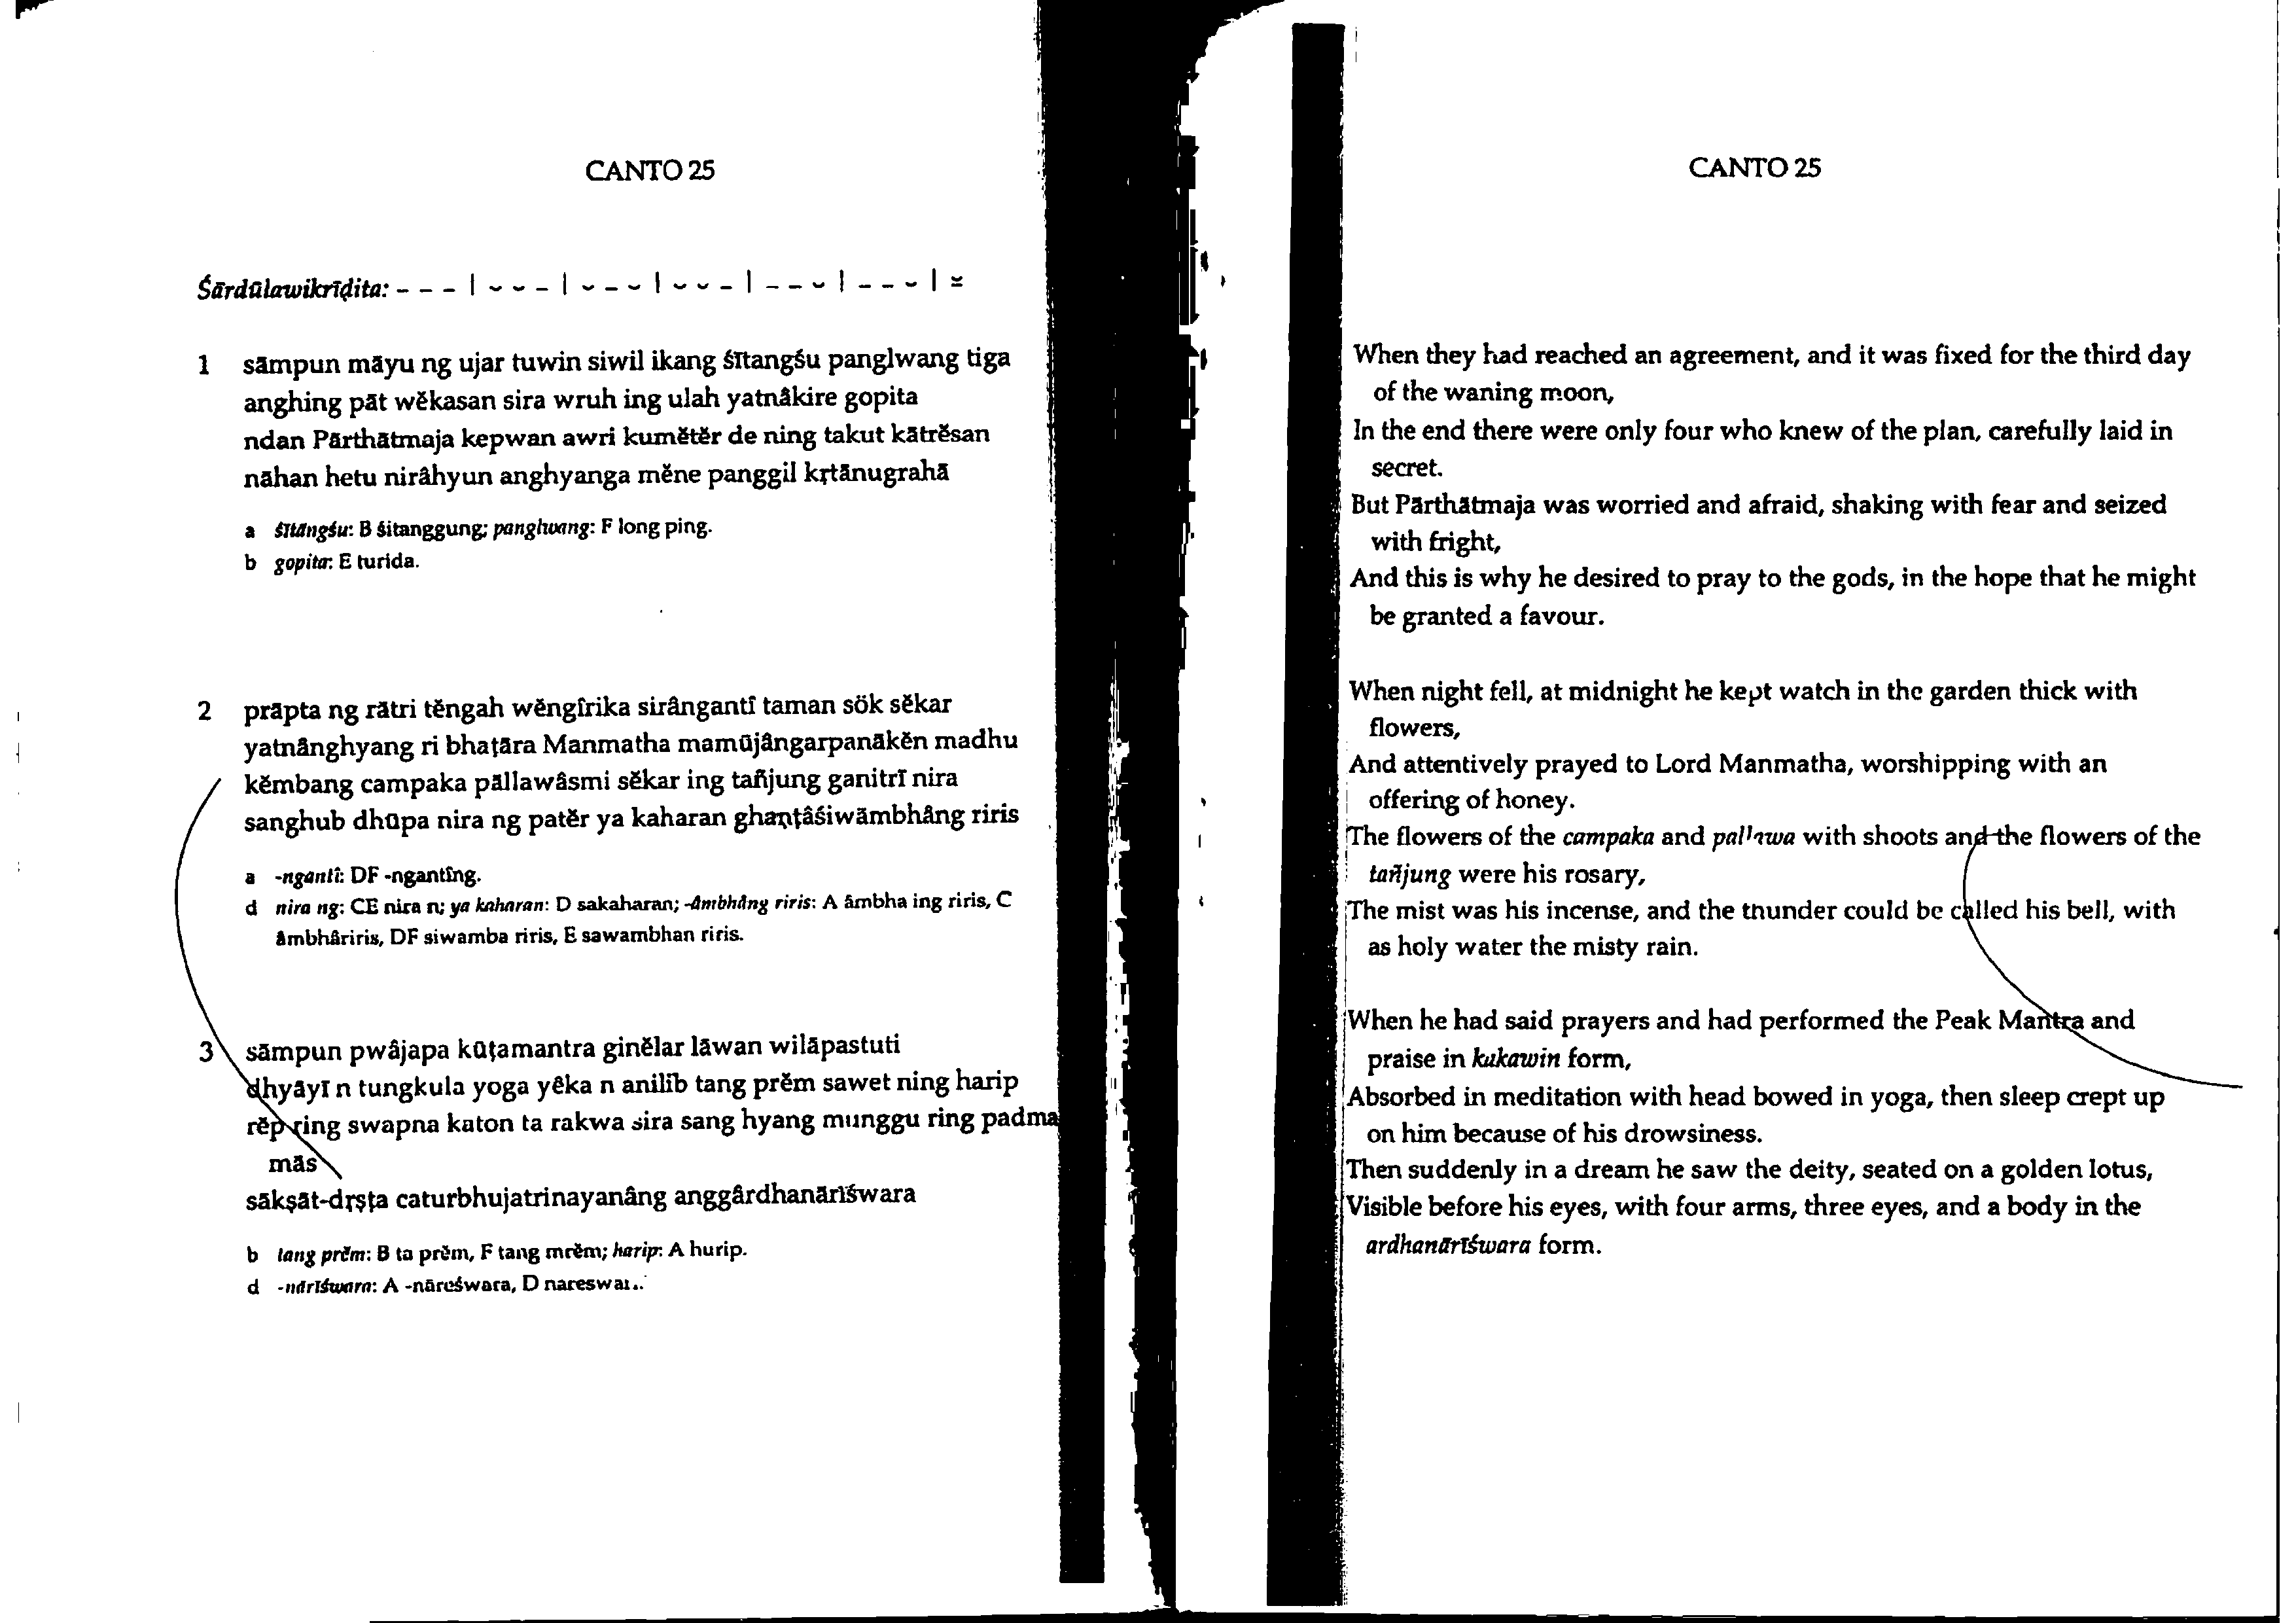 CANTO 25
Śārdūlawikrīḍita: – – – | ⏑ ⏑ – | ⏑ – ⏑ | ⏑ ⏑ – | – – ⏑ | – – ⏑ | ⏓
1 sāmpun māyu ng ujar tuwin siwil ikang śītangśu panglwang tiga
anghing pāt wĕkasan sira wruh ing ulah yatnâkire gopita
ndan Pārthātmaja kepwan awri kumĕtĕr de ning takut kātrĕsan
nāhan hetu nirâhyun anghyanga mĕne panggil kṛtānugrahā
a śītāngśu: B śitanggung; panglwang: F long ping.
b gopita: E turida.
2 prāpta ng rātri tĕngah wĕngîrika sirângantî taman sök sĕkar
yatnânghyang ri bhaṭāra Manmatha mamūjângarpanākĕn madhu
kĕmbang campaka pāllawâsmi sĕkar ing tañjung ganitrī nira
sanghub dhūpa nira ng patĕr ya kaharan ghaṇṭâśiwāmbhâng riris
a -ngantî: DF -ngantîng.
d nira ng: CE nira n; ya kaharan: D sakaharan; -āmbhâng riris: A âmbha ing riris, C
âmbhâriris, DF siwamba riris, E sawambhan riris.
3 sāmpun pwâjapa kūṭamantra ginĕlar lāwan wilāpastuti
dhyāyī n tungkula yoga yêka n anilib tang prĕm sawet ning harip
rĕp ring swapna katon ta rakwa sira sang hyang munggu ring padma
mās
sākṣāt-dṛṣṭa caturbhujatrinayanâng anggârdhanārīśwara
b tang prĕm: B ta prĕm, F tang mrĕm; harip: A hurip.
d -nārīśwara: A -nāreśwara, D
CANTO 25
When they had reached an agreement, and it was fixed for the third day
of the waning moon,
In the end there were only four who knew of the plan, carefully laid in
secret.
But Pārthātmaja was worried and afraid, shaking with fear and seized
with fright,
And this is why he desired to pray to the gods, in the hope that he might
be granted a favour.
When night fell, at midnight he kept watch in the garden thick with
flowers,
And attentively prayed to Lord Manmatha, worshipping with an
offering of honey.
The flowers of the campaka and pallawa with shoots and the flowers of the
tañjung were his rosary,
The mist was his incense, and the thunder could be called his bell, with
as holy water the misty rain.
When he had said prayers and had performed the Peak Mantra and
praise in kakawin form,
Absorbed in meditation with head bowed in yoga, then sleep crept up
on him because of his drowsiness.
Then suddenly in a dream he saw the deity, seated on a golden lotus,
Visible before his eyes, with four arms, three eyes, and a body in the
ardhanārīśwara form.